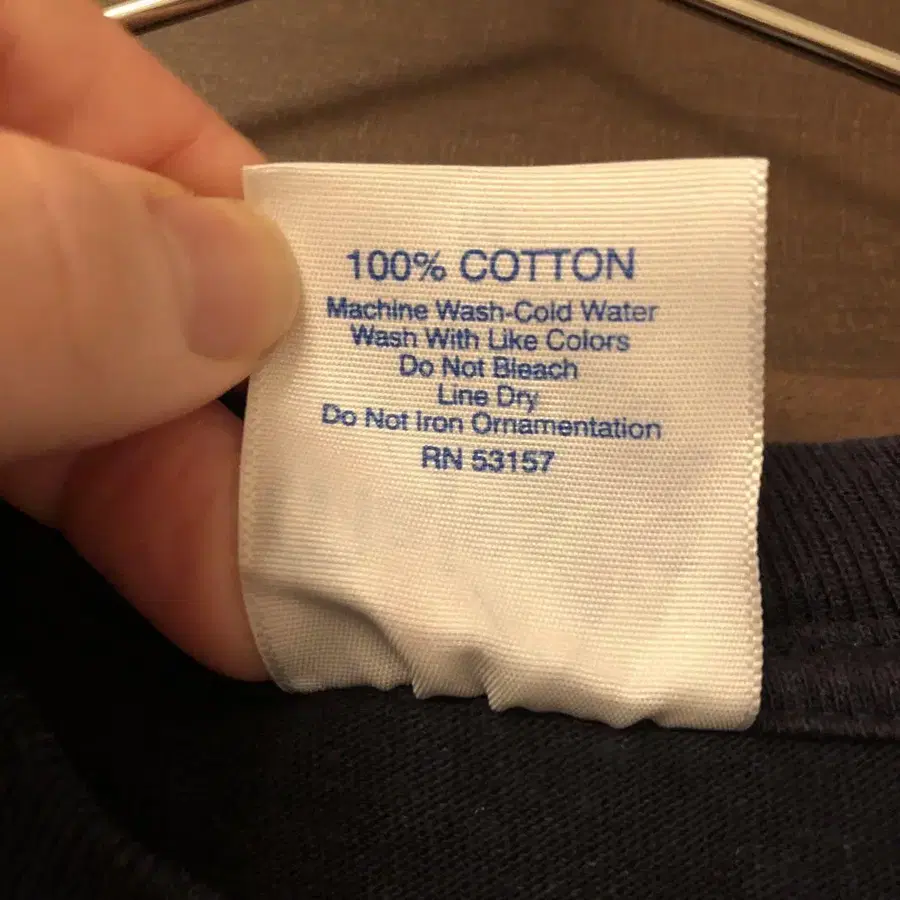 100% COTTON
Machine Wash-Cold Water
Wash With Like Colors
Do Not Bleach
Line Dry
Do Not Iron Ornamentation
RN 53157